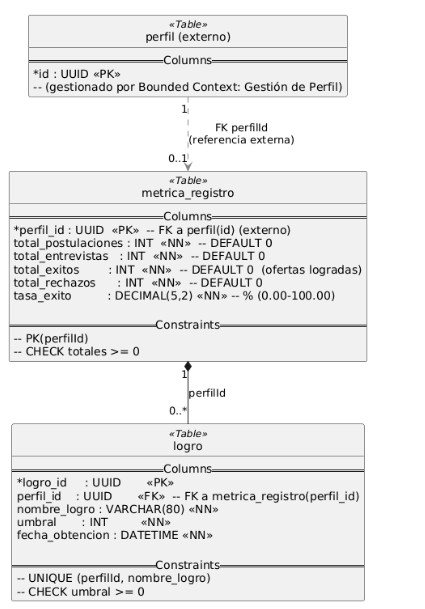 «Table»
perfil (externo)
Columns
*id : UUID «PK»
-- (gestionado por Bounded Context: Gestión de Perfil)
1
FK perfilId
(referencia externa)
0..1
«Table»
metrica_registro
Columns
*perfil_id : UUID «PK» -- FK a perfil(id) (externo)
total_postulaciones : INT «NN» -- DEFAULT 0
total_entrevistas : INT «NN» -- DEFAULT 0
total_exitos : INT «NN» -- DEFAULT 0 (ofertas logradas)
total_rechazos : INT «NN» -- DEFAULT 0
tasa_exito : DECIMAL(5,2) «NN» -- % (0.00-100.00)
Constraints
-- PK(perfilId)
-- CHECK totales >= 0
1
perfilId
0..*
«Table»
logro
Columns
*logro_id : UUID «PK»
perfil_id : UUID «FK» -- FK a metrica_registro(perfil_id)
nombre_logro : VARCHAR(80) «NN»
umbral : INT «NN»
fecha_obtencion : DATETIME «NN»
Constraints
-- UNIQUE (perfilId, nombre_logro)
-- CHECK umbral >= 0